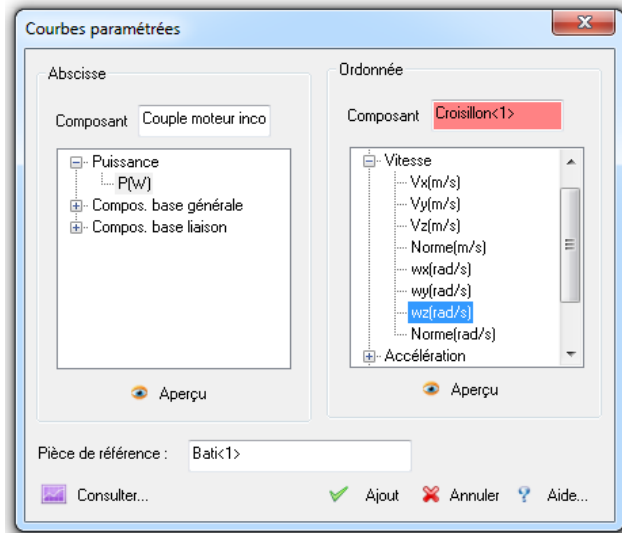 Courbes paramétrées
Abscisse
Composant Couple moteur inco
Puissance
P(W)
Compos. base générale
Compos. base liaison
Aperçu
Ordonnée
Composant Croisillon<1>
Vitesse
Vx(m/s)
Vy(m/s)
Vz(m/s)
Norme(m/s)
wx(rad/s)
wy(rad/s)
wz(rad/s)
Norme(rad/s)
Accélération
Aperçu
Pièce de référence : Bati<1>
Consulter... Ajout Annuler Aide...